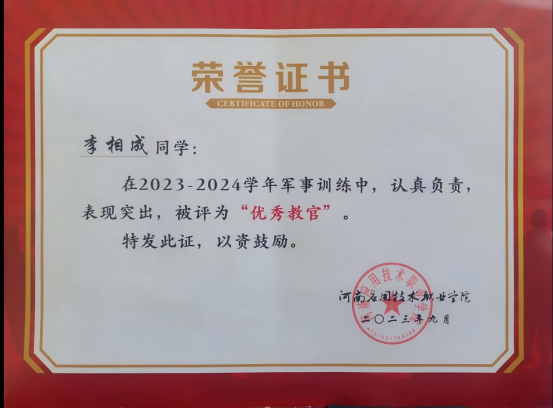 荣誉证书
CERTIFICATE OF HONOR
李相成同学：
在2023-2024学年军事训练中，认真负责，
表现突出，被评为“优秀教官”。
特发此证，以资鼓励。
河南应用技术职业学院
二〇二三年九月